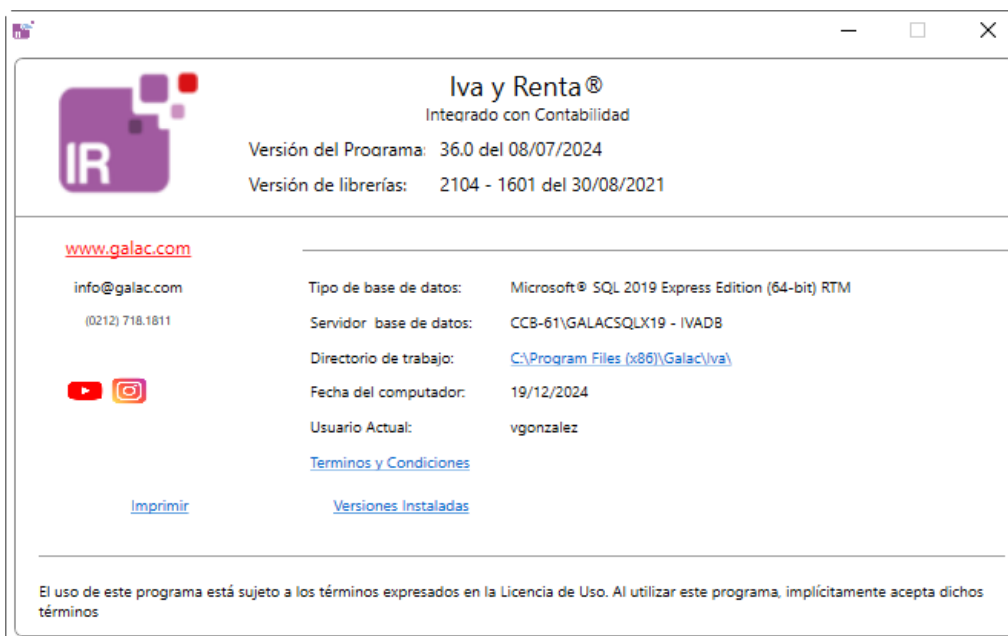 Iva y Renta®
Integrado con Contabilidad
IR
Versión del Programa: 36.0 del 08/07/2024
Versión de librerías: 2104 - 1601 del 30/08/2021
www.galac.com
info@galac.com
(0212) 718.1811
Tipo de base de datos: Microsoft® SQL 2019 Express Edition (64-bit) RTM
Servidor base de datos: CCB-61\GALACSQLX19 - IVADB
Directorio de trabajo: C:\Program Files (x86)\Galac\Iva\
Fecha del computador: 19/12/2024
Usuario Actual: vgonzalez
Terminos y Condiciones
Imprimir Versiones Instaladas
El uso de este programa está sujeto a los términos expresados en la Licencia de Uso. Al utilizar este programa, implícitamente acepta dichos
términos